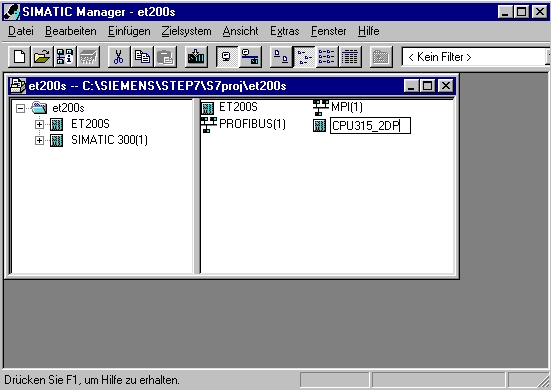 SIMATIC Manager - et200s
Datei Bearbeiten Einfügen Zielsystem Ansicht Extras Fenster Hilfe
< Kein Filter >
et200s -- C:\SIEMENS\STEP7\S7proj\et200s
et200s
ET200S
SIMATIC 300(1)
ET200S MPI(1)
PROFIBUS(1) CPU315_2DP
Drücken Sie F1, um Hilfe zu erhalten.